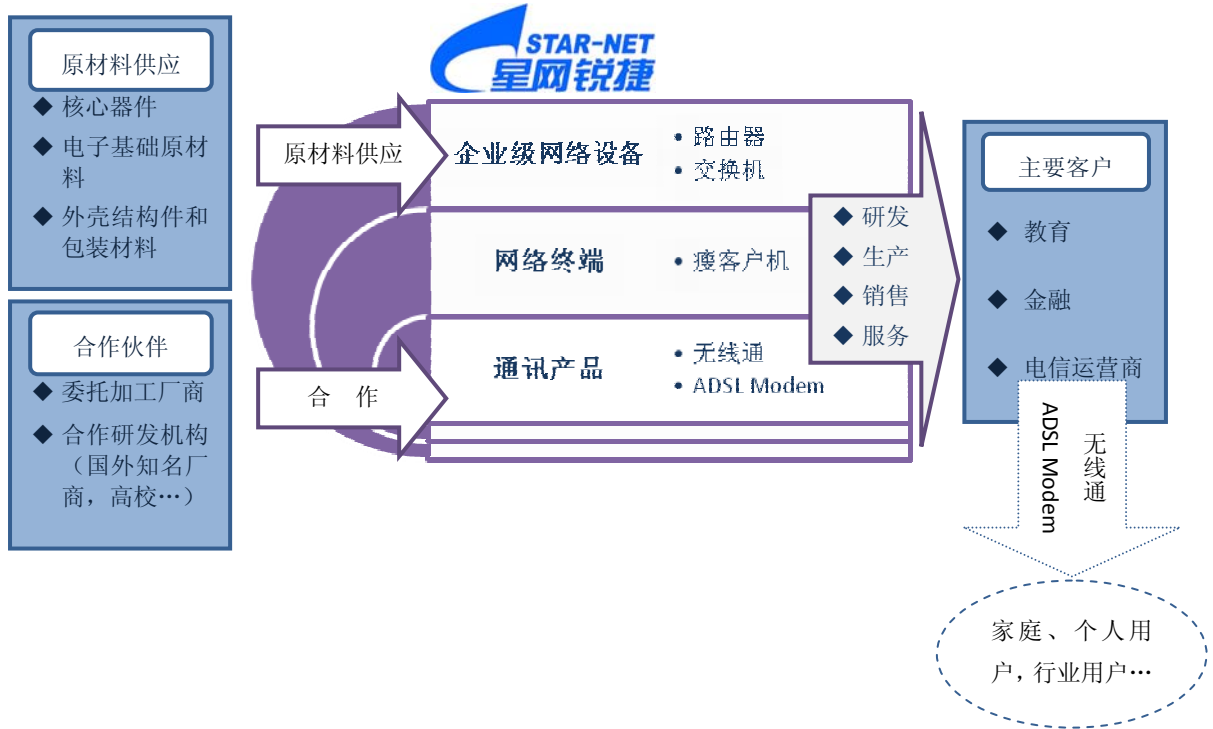 STAR-NET
星网锐捷
原材料供应
◆ 核心器件
◆ 电子基础原材
料
◆ 外壳结构件和
包装材料
合作伙伴
◆ 委托加工厂商
◆ 合作研发机构
（国外知名厂
商，高校…）
原材料供应
合 作
企业级网络设备
• 路由器
• 交换机
网络终端
• 瘦客户机
通讯产品
• 无线通
• ADSL Modem
◆ 研发
◆ 生产
◆ 销售
◆ 服务
主要客户
◆ 教育
◆ 金融
◆ 电信运营商
无线通
ADSL Modem
家庭、个人用
户，行业用户…